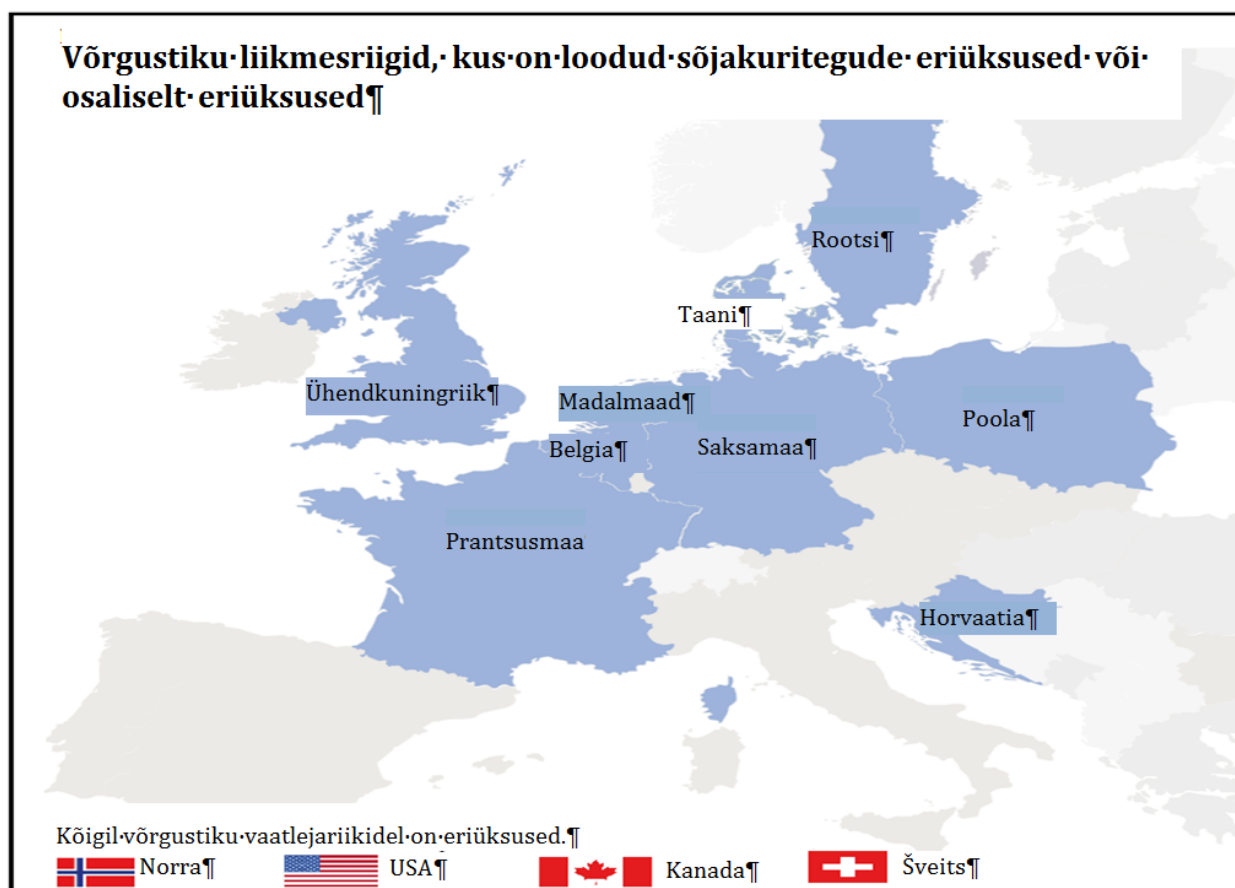 Võrgustiku·liikmesriigid,·kus·on·loodud·sõjakuritegude·eriüksused·või·
osaliselt·eriüksused¶
Rootsi¶
Taani¶
Ühendkuningriik¶
Madalmaad¶
Poola¶
Belgia¶
Saksamaa¶
Prantsusmaa
Horvaatia¶
Kõigil·võrgustiku·vaatlejariikidel·on·eriüksused.¶
Norra¶
USA¶
Kanada¶
Šveits¶